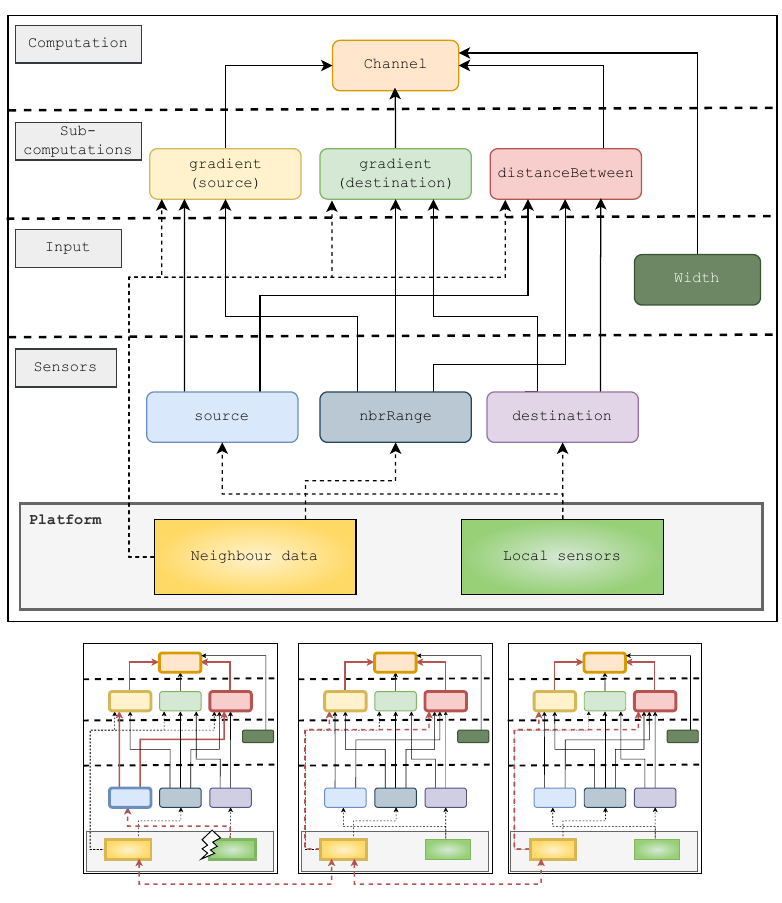 Computation
Channel
Sub-
computations
gradient
(source)
gradient
(destination)
distanceBetween
Input
Width
Sensors
source
nbrRange
destination
Platform
Neighbour data
Local sensors